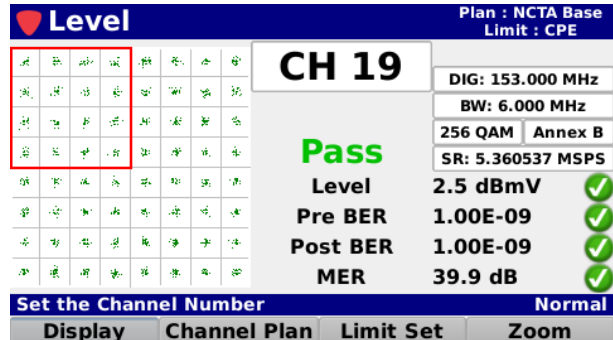 Level
Plan : NCTA Base
Limit : CPE
CH 19
DIG: 153.000 MHz
BW: 6.000 MHz
256 QAM Annex B
SR: 5.360537 MSPS
Pass
Level 2.5 dBmV
Pre BER 1.00E-09
Post BER 1.00E-09
MER 39.9 dB
Set the Channel Number Normal
Display Channel Plan Limit Set Zoom